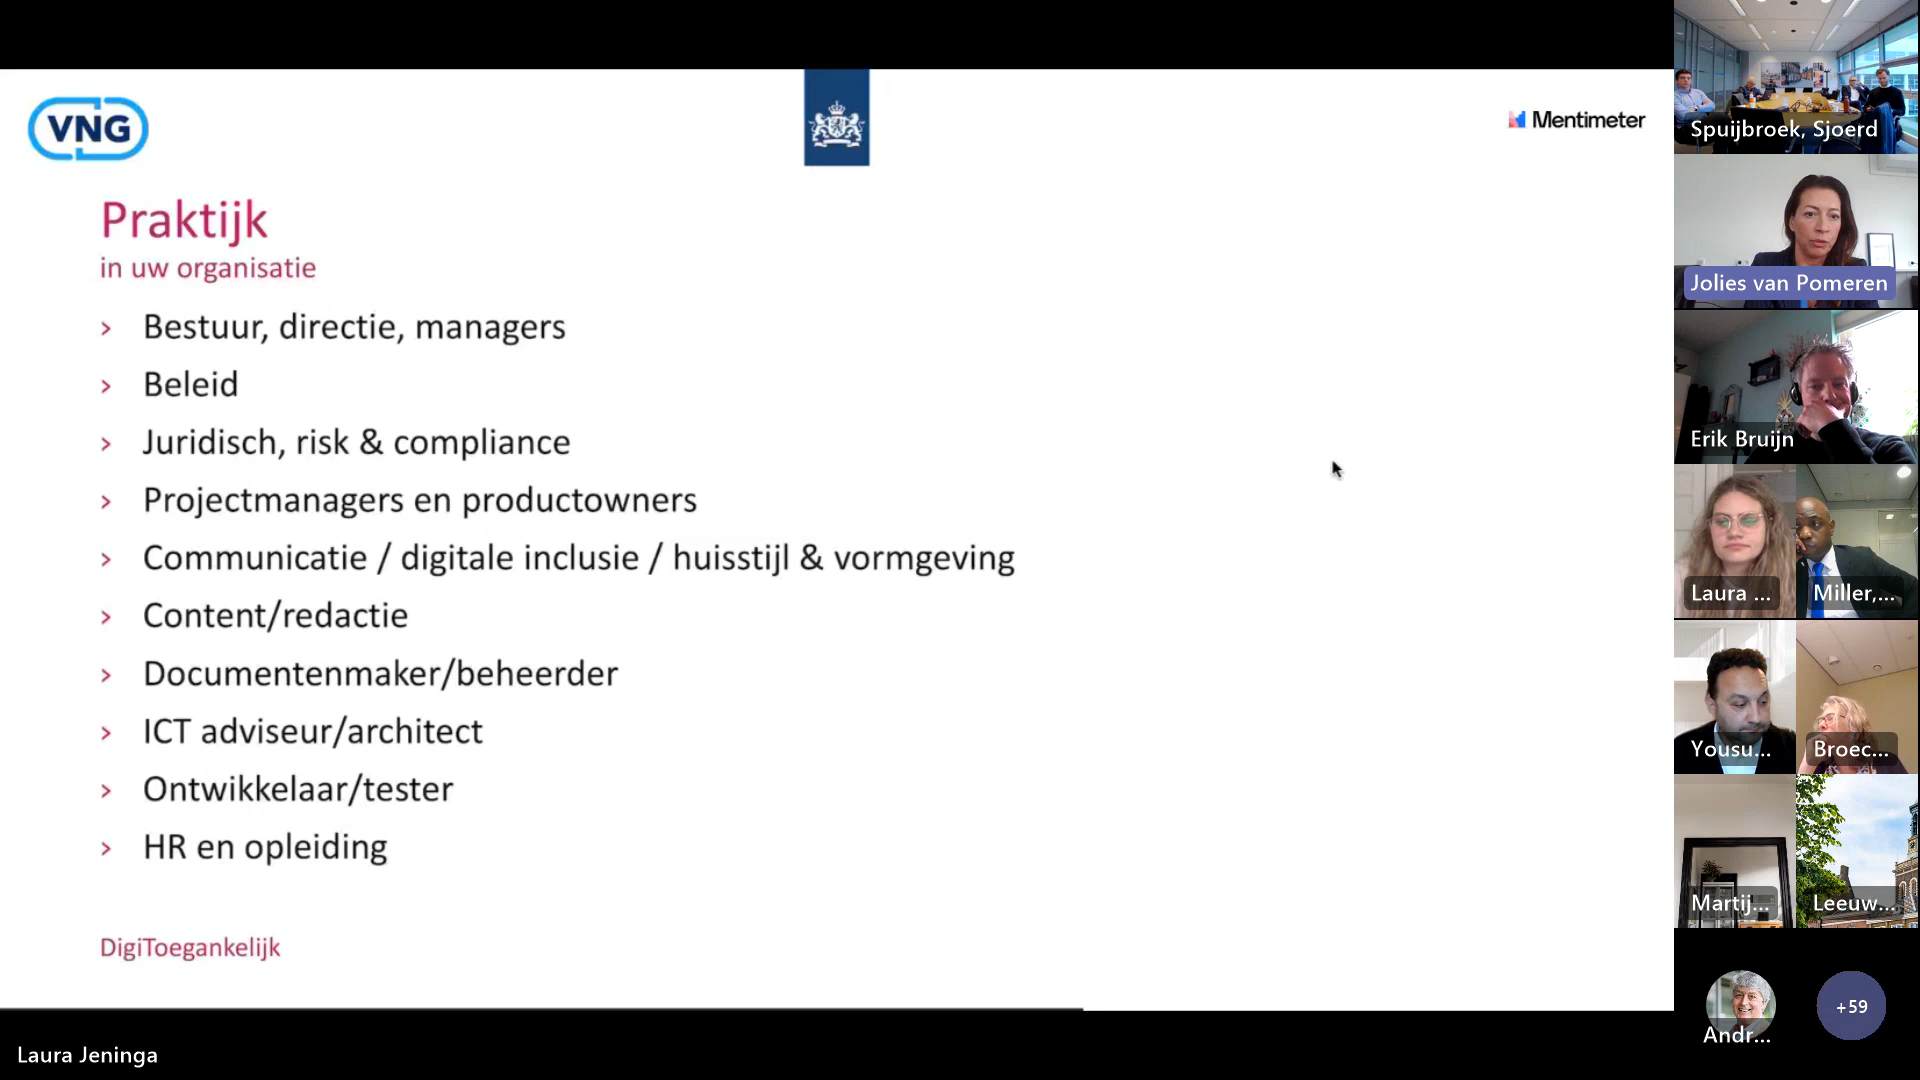 VNG
Mentimeter
Praktijk
in uw organisatie
› Bestuur, directie, managers
› Beleid
› Juridisch, risk & compliance
› Projectmanagers en productowners
› Communicatie / digitale inclusie / huisstijl & vormgeving
› Content/redactie
› Documentenmaker/beheerder
› ICT adviseur/architect
› Ontwikkelaar/tester
› HR en opleiding
DigiToegankelijk
Laura Jeninga
Spuijbroek, Sjoerd
Jolies van Pomeren
Erik Bruijn
Laura ...
Miller,...
Yousu...
Broec...
Martij...
Leeuw...
Andr...
+59